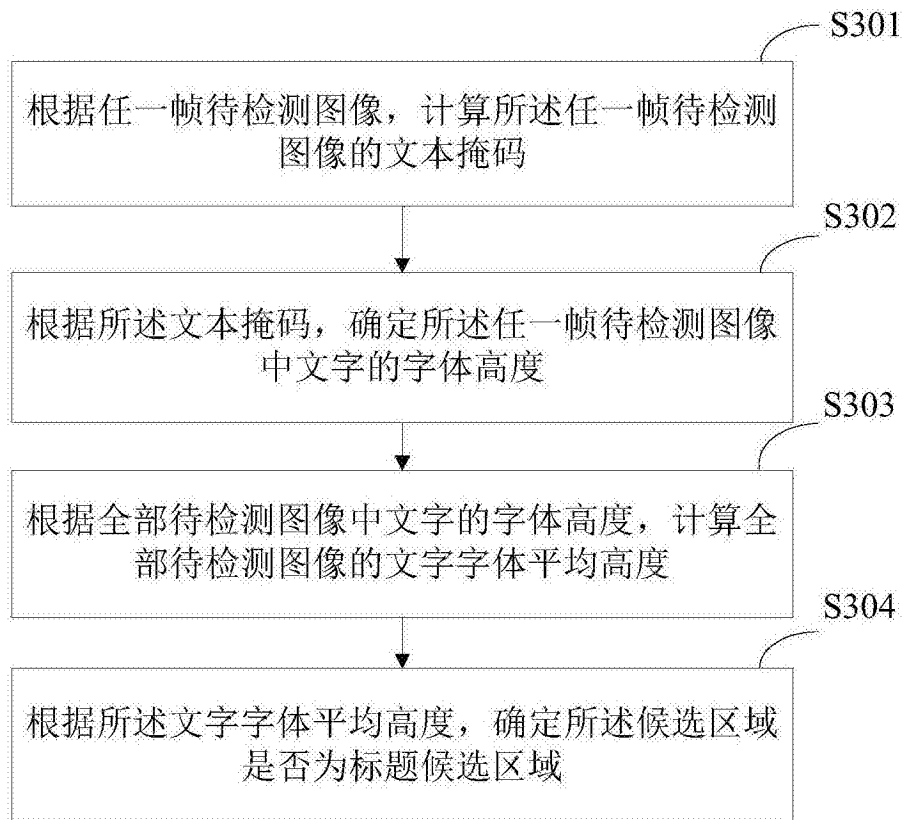 S301
根据任一帧待检测图像，计算所述任一帧待检测
图像的文本掩码
S302
根据所述文本掩码，确定所述任一帧待检测图像
中文字的字体高度
S303
根据全部待检测图像中文字的字体高度，计算全
部待检测图像的文字字体平均高度
S304
根据所述文字字体平均高度，确定所述候选区域
是否为标题候选区域